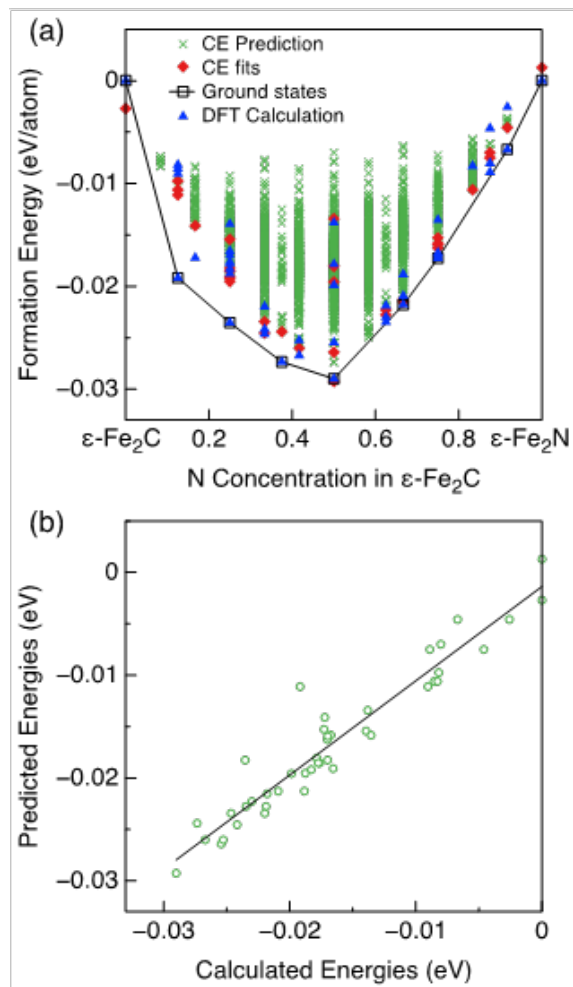 (a)
CE Prediction
CE fits
Ground states
DFT Calculation
Formation Energy (eV/atom)
0
−0.01
−0.02
−0.03
ε-Fe₂C 0.2 0.4 0.6 0.8 ε-Fe₂N
N Concentration in ε-Fe₂C
(b)
Predicted Energies (eV)
0
−0.01
−0.02
−0.03
−0.03 −0.02 −0.01 0
Calculated Energies (eV)